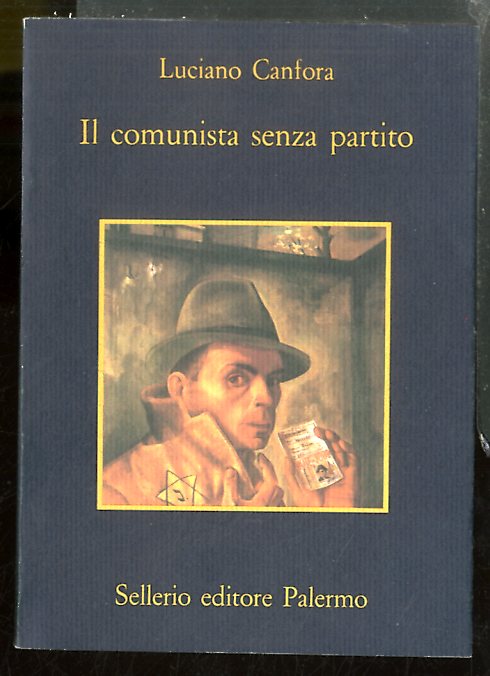 Luciano Canfora
Il comunista senza partito
Sellerio editore Palermo